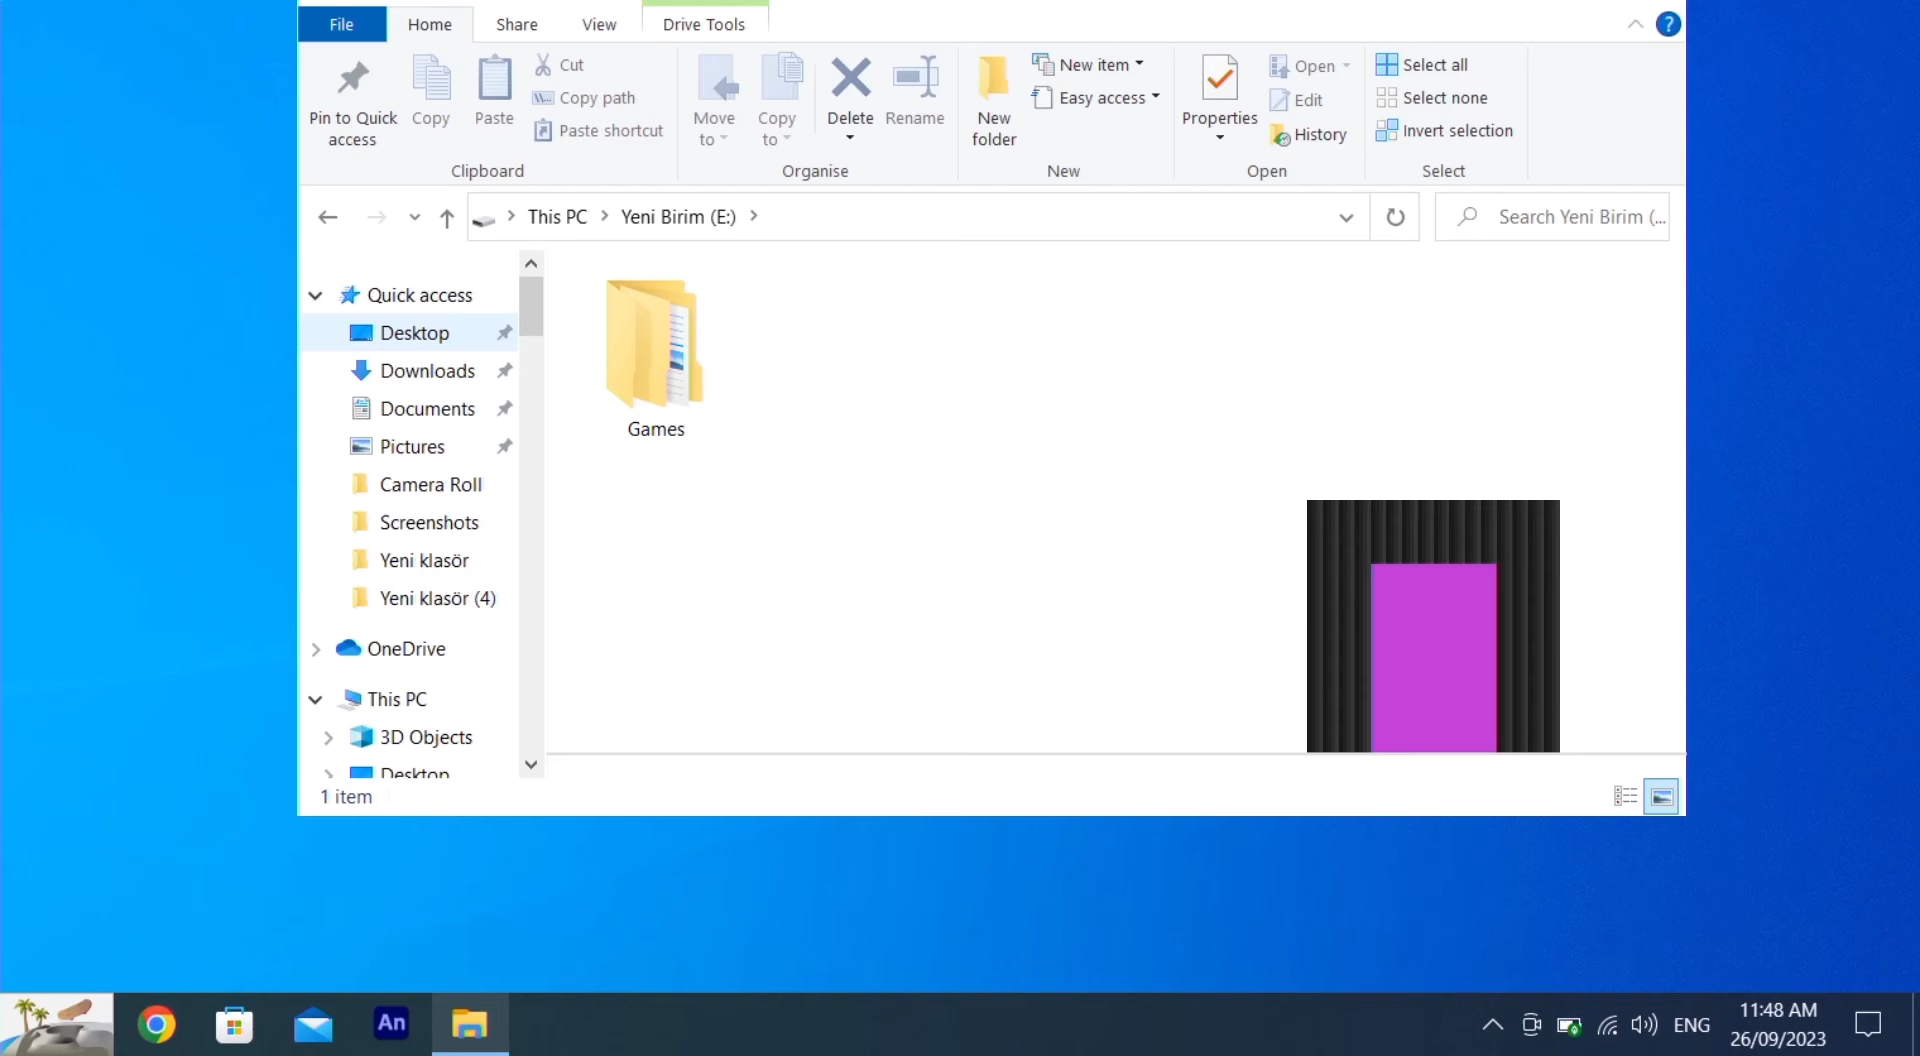 File Home Share View Drive Tools
Pin to Quick
access
Copy
Paste
Cut
Copy path
Paste shortcut
Clipboard
Move
to
Copy
to
Delete
Rename
Organise
New
folder
New item
Easy access
New
Properties
Open
Edit
History
Open
Select all
Select none
Invert selection
Select
This PC Yeni Birim (E:)
Search Yeni Birim (...
Quick access
Desktop
Downloads
Documents
Pictures
Camera Roll
Screenshots
Yeni klasör
Yeni klasör (4)
OneDrive
This PC
3D Objects
Desktop
Games
1 item
An
ENG
11:48 AM
26/09/2023